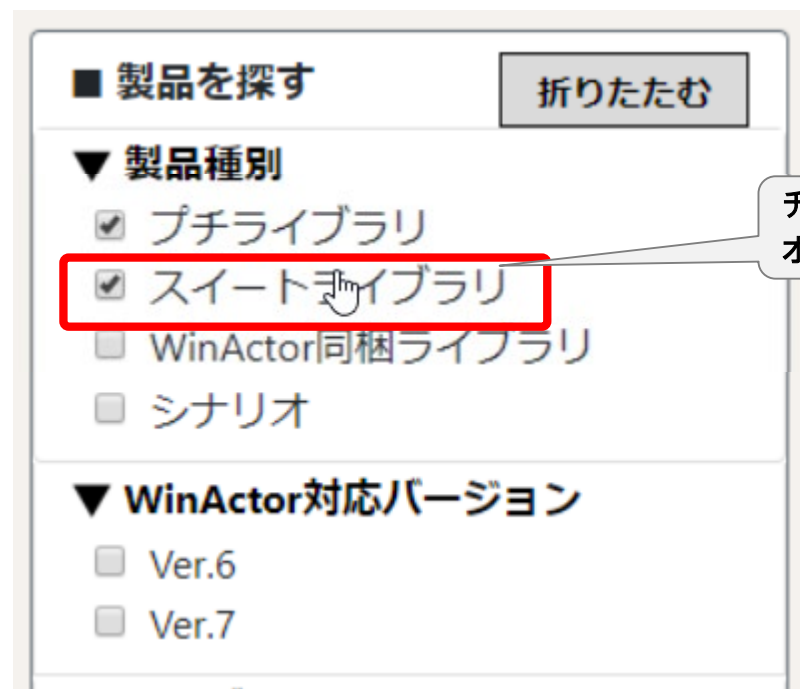 ■ 製品を探す
折りたたむ
▼ 製品種別
プチライブラリ
スイートライブラリ
WinActor同梱ライブラリ
シナリオ
▼ WinActor対応バージョン
Ver.6
Ver.7